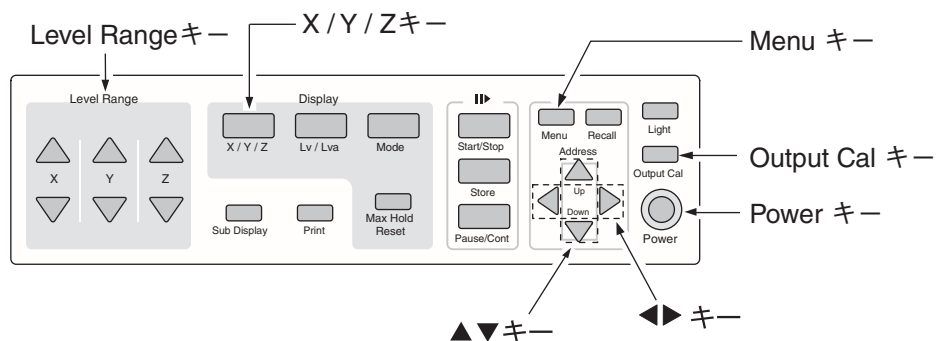 Level Rangeキー
X / Y / Zキー
Menu キー
Level Range
Display
X / Y / Z
Lv / Lva
Mode
Start/Stop
Menu
Recall
Light
Address
X
Y
Z
Store
Up
Output Cal
Output Cal キー
Down
Sub Display
Print
Max Hold
Reset
Pause/Cont
Power
Power キー
▲▼キー
◀▶ キー